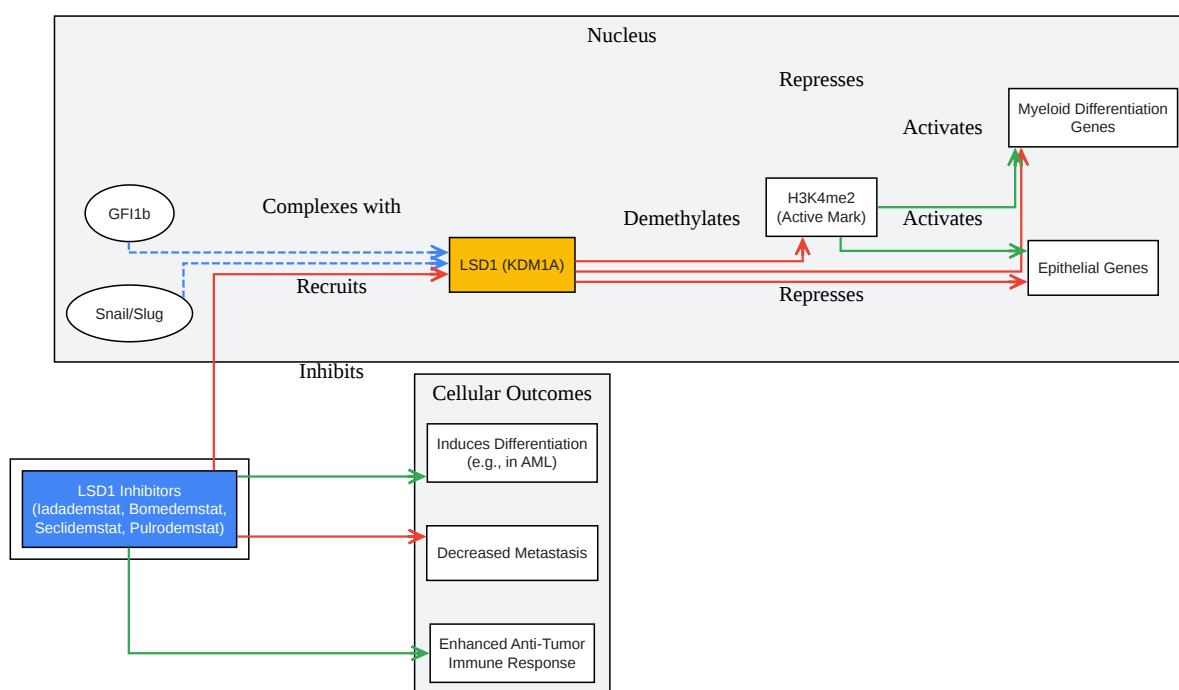 Nucleus
Represses
Myeloid Differentiation
Genes
Activates
GFI1b
Complexes with
Demethylates
H3K4me2
(Active Mark)
Activates
LSD1 (KDM1A)
Epithelial Genes
Recruits
Represses
Snail/Slug
Inhibits
Cellular Outcomes
Induces Differentiation
(e.g., in AML)
LSD1 Inhibitors
(Iadademstat, Bomedemstat,
Seclidemstat, Pulrodemstat)
Decreased Metastasis
Enhanced Anti-Tumor
Immune Response